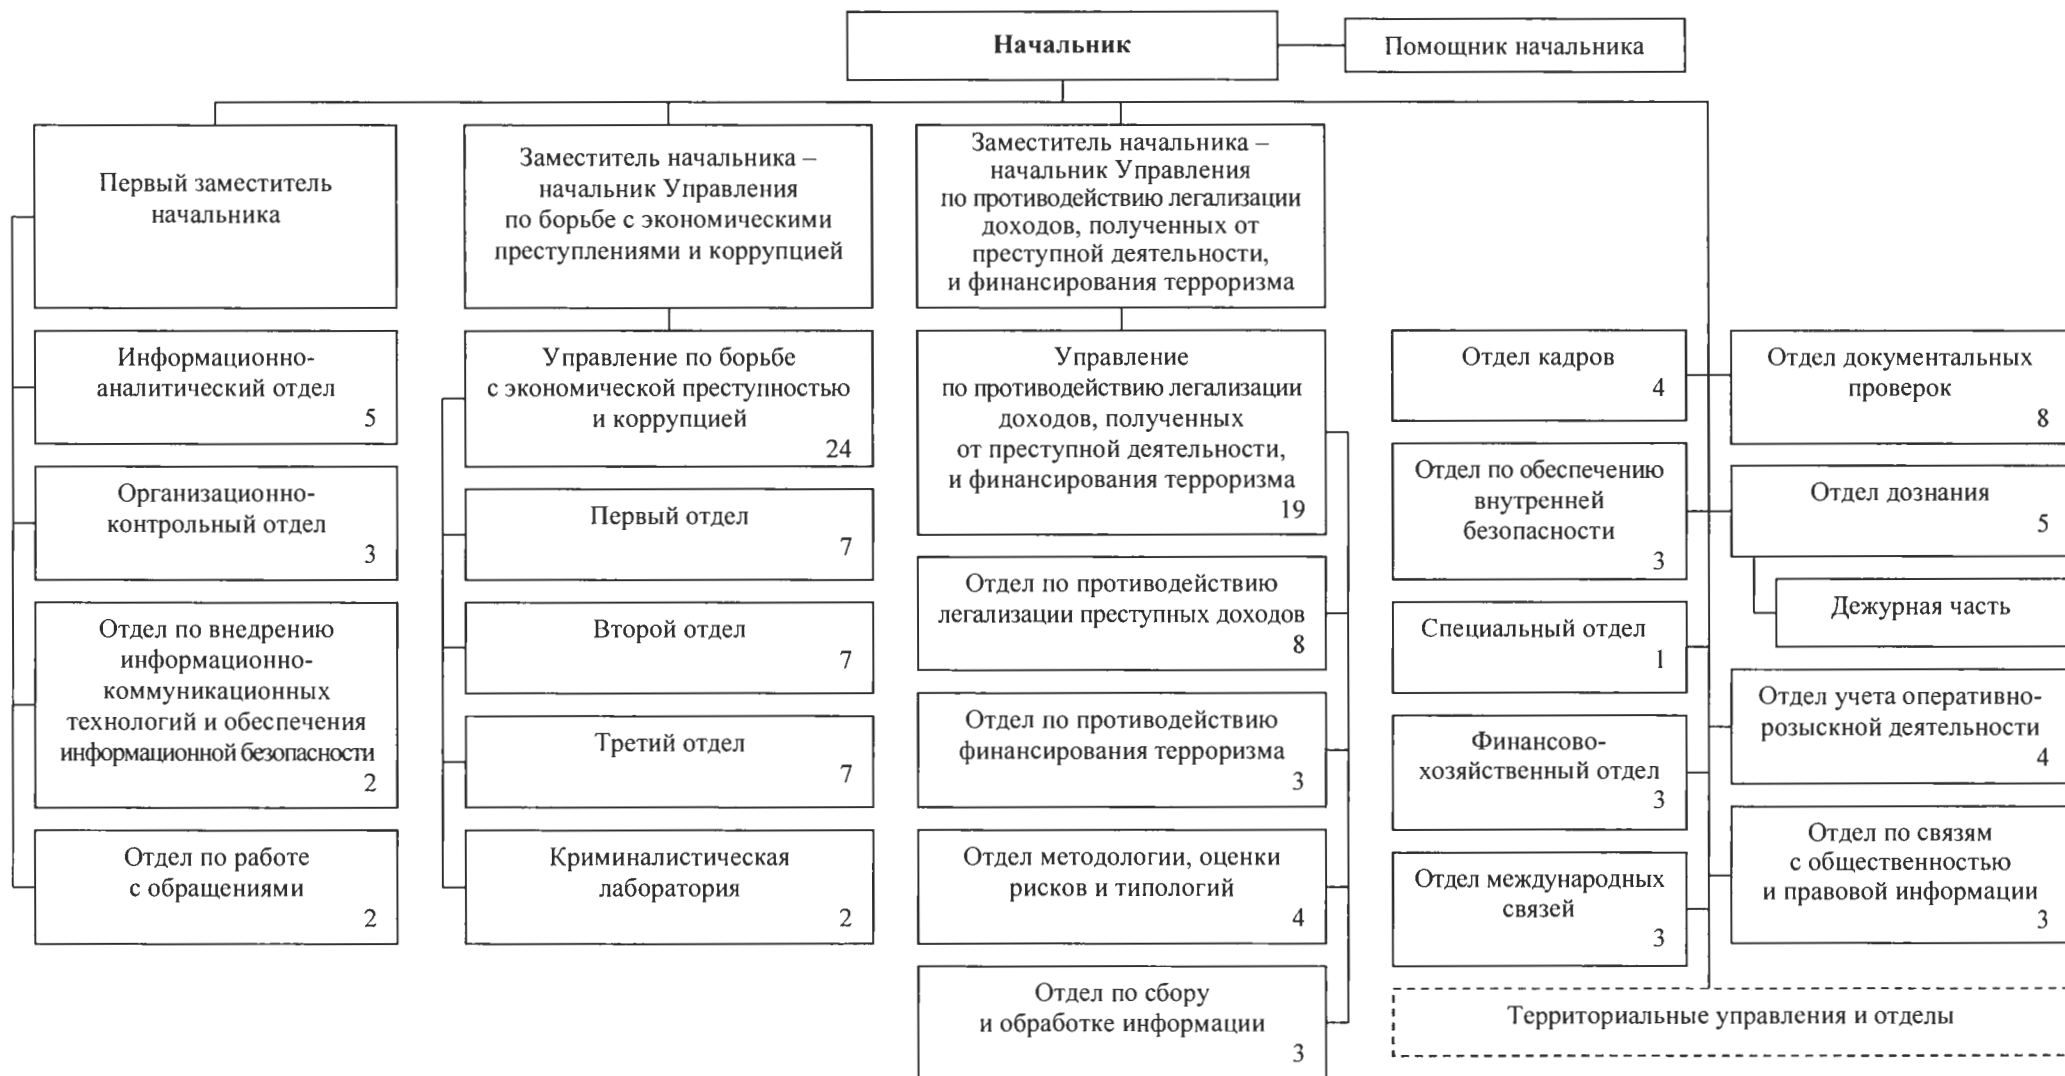 Начальник
Помощник начальника
Первый заместитель
начальника
Информационно-
аналитический отдел
5
Организационно-
контрольный отдел
3
Отдел по внедрению
информационно-
коммуникационных
технологий и обеспечения
информационной безопасности
2
Отдел по работе
с обращениями
2
Заместитель начальника –
начальник Управления
по борьбе с экономическими
преступлениями и коррупцией
Управление по борьбе
с экономической преступностью
и коррупцией
24
Первый отдел
7
Второй отдел
7
Третий отдел
7
Криминалистическая
лаборатория
2
Заместитель начальника –
начальник Управления
по противодействию легализации
доходов, полученных от
преступной деятельности,
и финансирования терроризма
Управление
по противодействию легализации
доходов, полученных
от преступной деятельности,
и финансирования терроризма
19
Отдел по противодействию
легализации преступных доходов
8
Отдел по противодействию
финансирования терроризма
3
Отдел методологии, оценки
рисков и типологий
4
Отдел по сбору
и обработке информации
3
Отдел кадров
4
Отдел по обеспечению
внутренней
безопасности
3
Специальный отдел
1
Финансово-
хозяйственный отдел
3
Отдел международных
связей
3
Отдел документальных
проверок
8
Отдел дознания
5
Дежурная часть
Отдел учета оперативно-
розыскной деятельности
4
Отдел по связям
с общественностью
и правовой информации
3
Территориальные управления и отделы